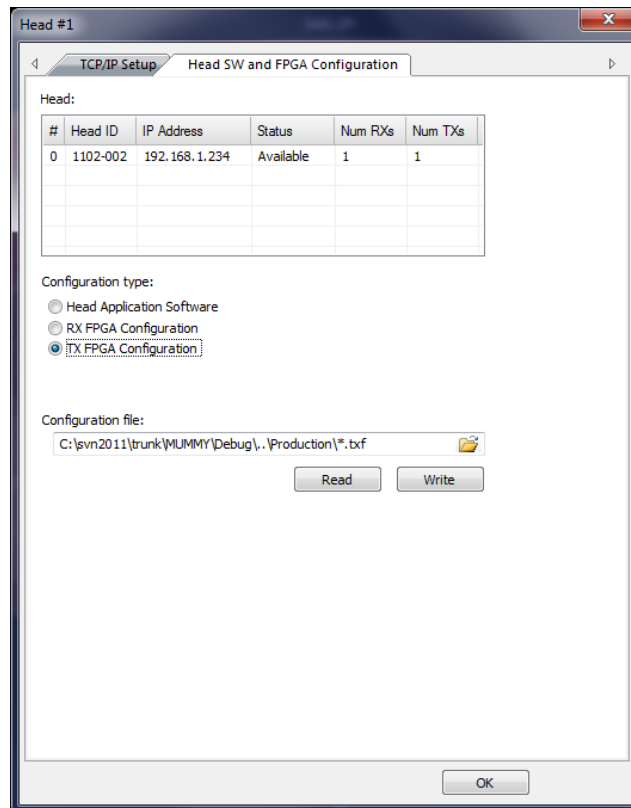 Head #1
TCP/IP Setup Head SW and FPGA Configuration
Head:
# Head ID IP Address Status Num RXs Num TXs
0 1102-002 192.168.1.234 Available 1 1
Configuration type:
Head Application Software
RX FPGA Configuration
TX FPGA Configuration
Configuration file:
C:\svn2011\trunk\MUMMY\Debug\..\Production\*.txf
Read Write
OK